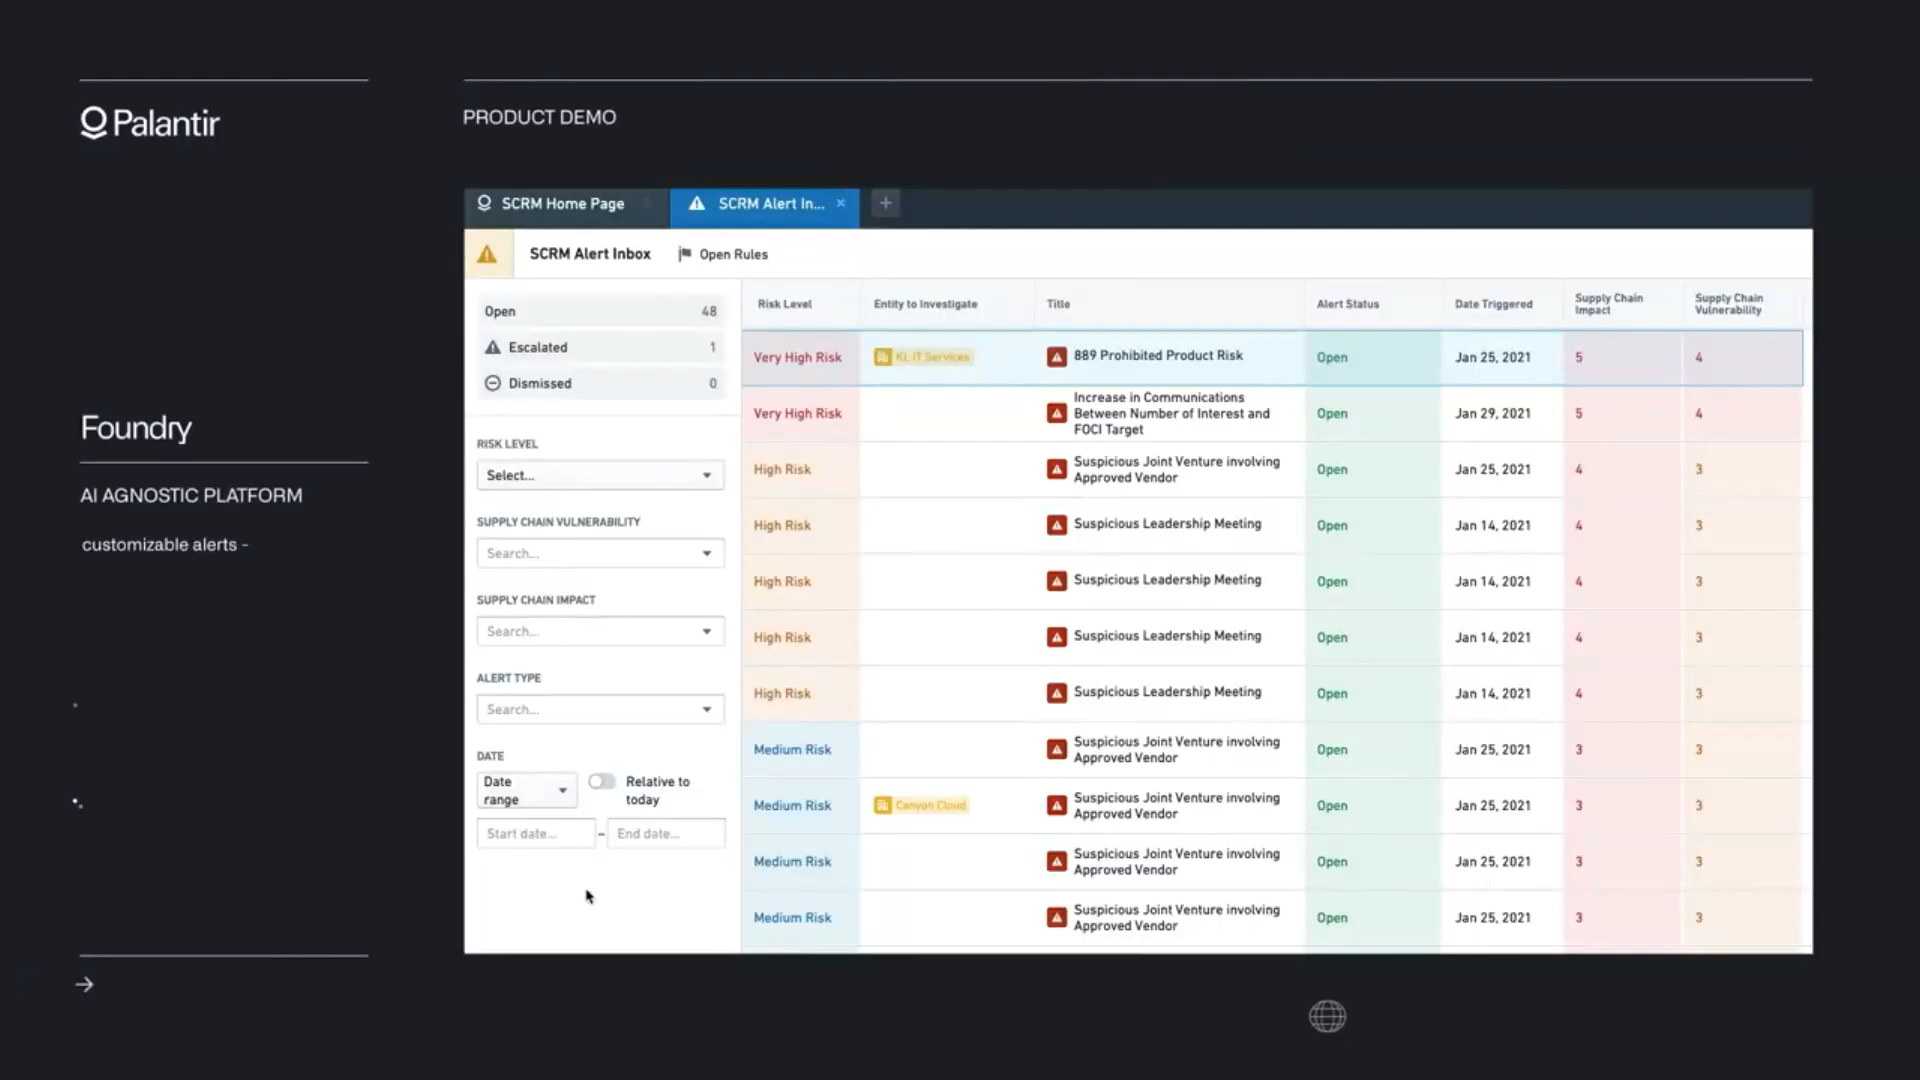 Palantir
PRODUCT DEMO
Foundry
AI AGNOSTIC PLATFORM
customizable alerts -
SCRM Home Page
SCRM Alert In...
SCRM Alert Inbox
Open Rules
Open 48
Escalated 1
Dismissed 0
RISK LEVEL
Select...
SUPPLY CHAIN VULNERABILITY
Search...
SUPPLY CHAIN IMPACT
Search...
ALERT TYPE
Search...
DATE
Date
range
Relative to
today
Start date... – End date...
Risk Level Entity to Investigate Title Alert Status Date Triggered Supply Chain
Impact Supply Chain
Vulnerability
Very High Risk KL IT Services 889 Prohibited Product Risk Open Jan 25, 2021 5 4
Very High Risk Increase in Communications
Between Number of Interest and
FOCI Target Open Jan 29, 2021 5 4
High Risk Suspicious Joint Venture involving
Approved Vendor Open Jan 25, 2021 4 3
High Risk Suspicious Leadership Meeting Open Jan 14, 2021 4 3
High Risk Suspicious Leadership Meeting Open Jan 14, 2021 4 3
High Risk Suspicious Leadership Meeting Open Jan 14, 2021 4 3
High Risk Suspicious Leadership Meeting Open Jan 14, 2021 4 3
Medium Risk Suspicious Joint Venture involving
Approved Vendor Open Jan 25, 2021 3 3
Medium Risk Canyon Cloud Suspicious Joint Venture involving
Approved Vendor Open Jan 25, 2021 3 3
Medium Risk Suspicious Joint Venture involving
Approved Vendor Open Jan 25, 2021 3 3
Medium Risk Suspicious Joint Venture involving
Approved Vendor Open Jan 25, 2021 3 3